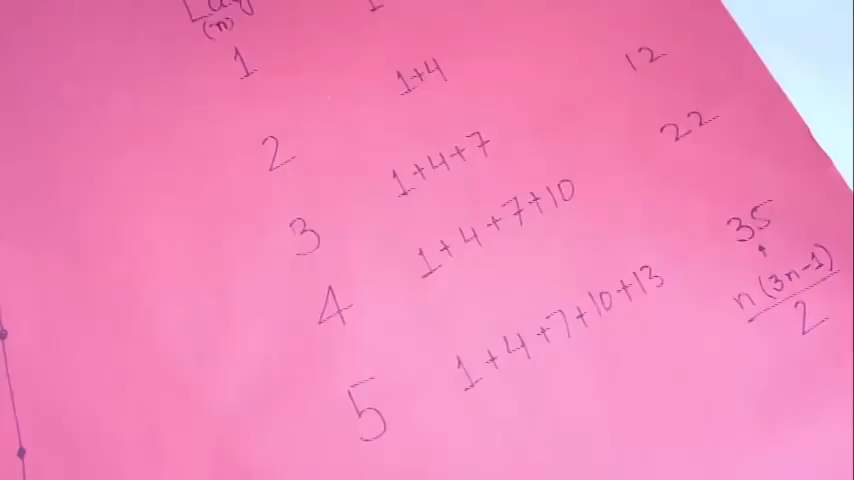 (n)
1 1
2 1+4
3 1+4+7 12
4 1+4+7+10 22
5 1+4+7+10+13 35
n(3n-1)
2